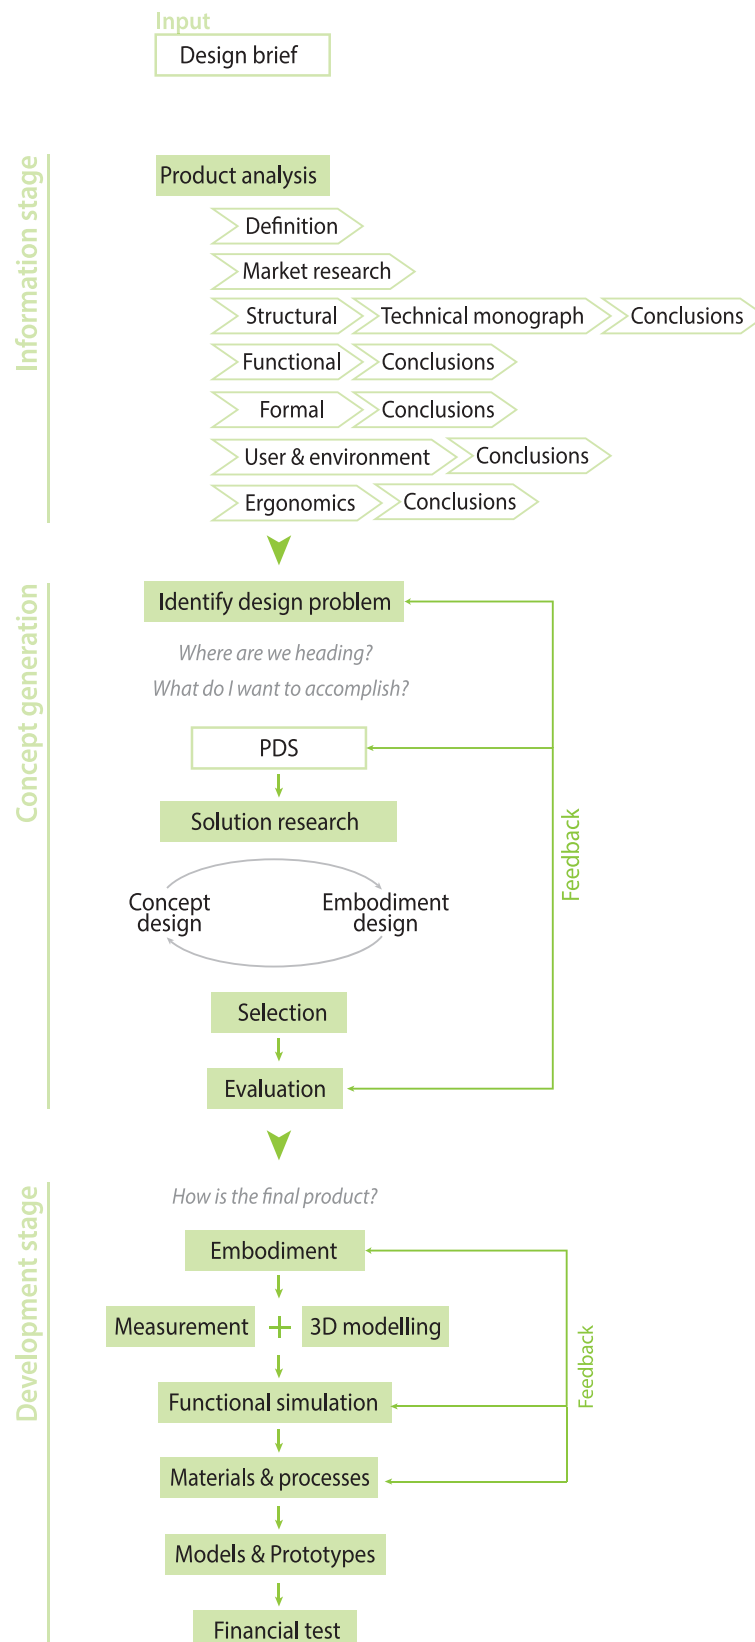 Input
Design brief
Information stage
Product analysis
Definition
Market research
Structural
Technical monograph
Conclusions
Functional
Conclusions
Formal
Conclusions
User & environment
Conclusions
Ergonomics
Conclusions
Concept generation
Identify design problem
Where are we heading?
What do I want to accomplish?
PDS
Solution research
Concept
design
Embodiment
design
Selection
Evaluation
Feedback
Development stage
How is the final product?
Embodiment
Measurement + 3D modelling
Functional simulation
Materials & processes
Models & Prototypes
Financial test
Feedback